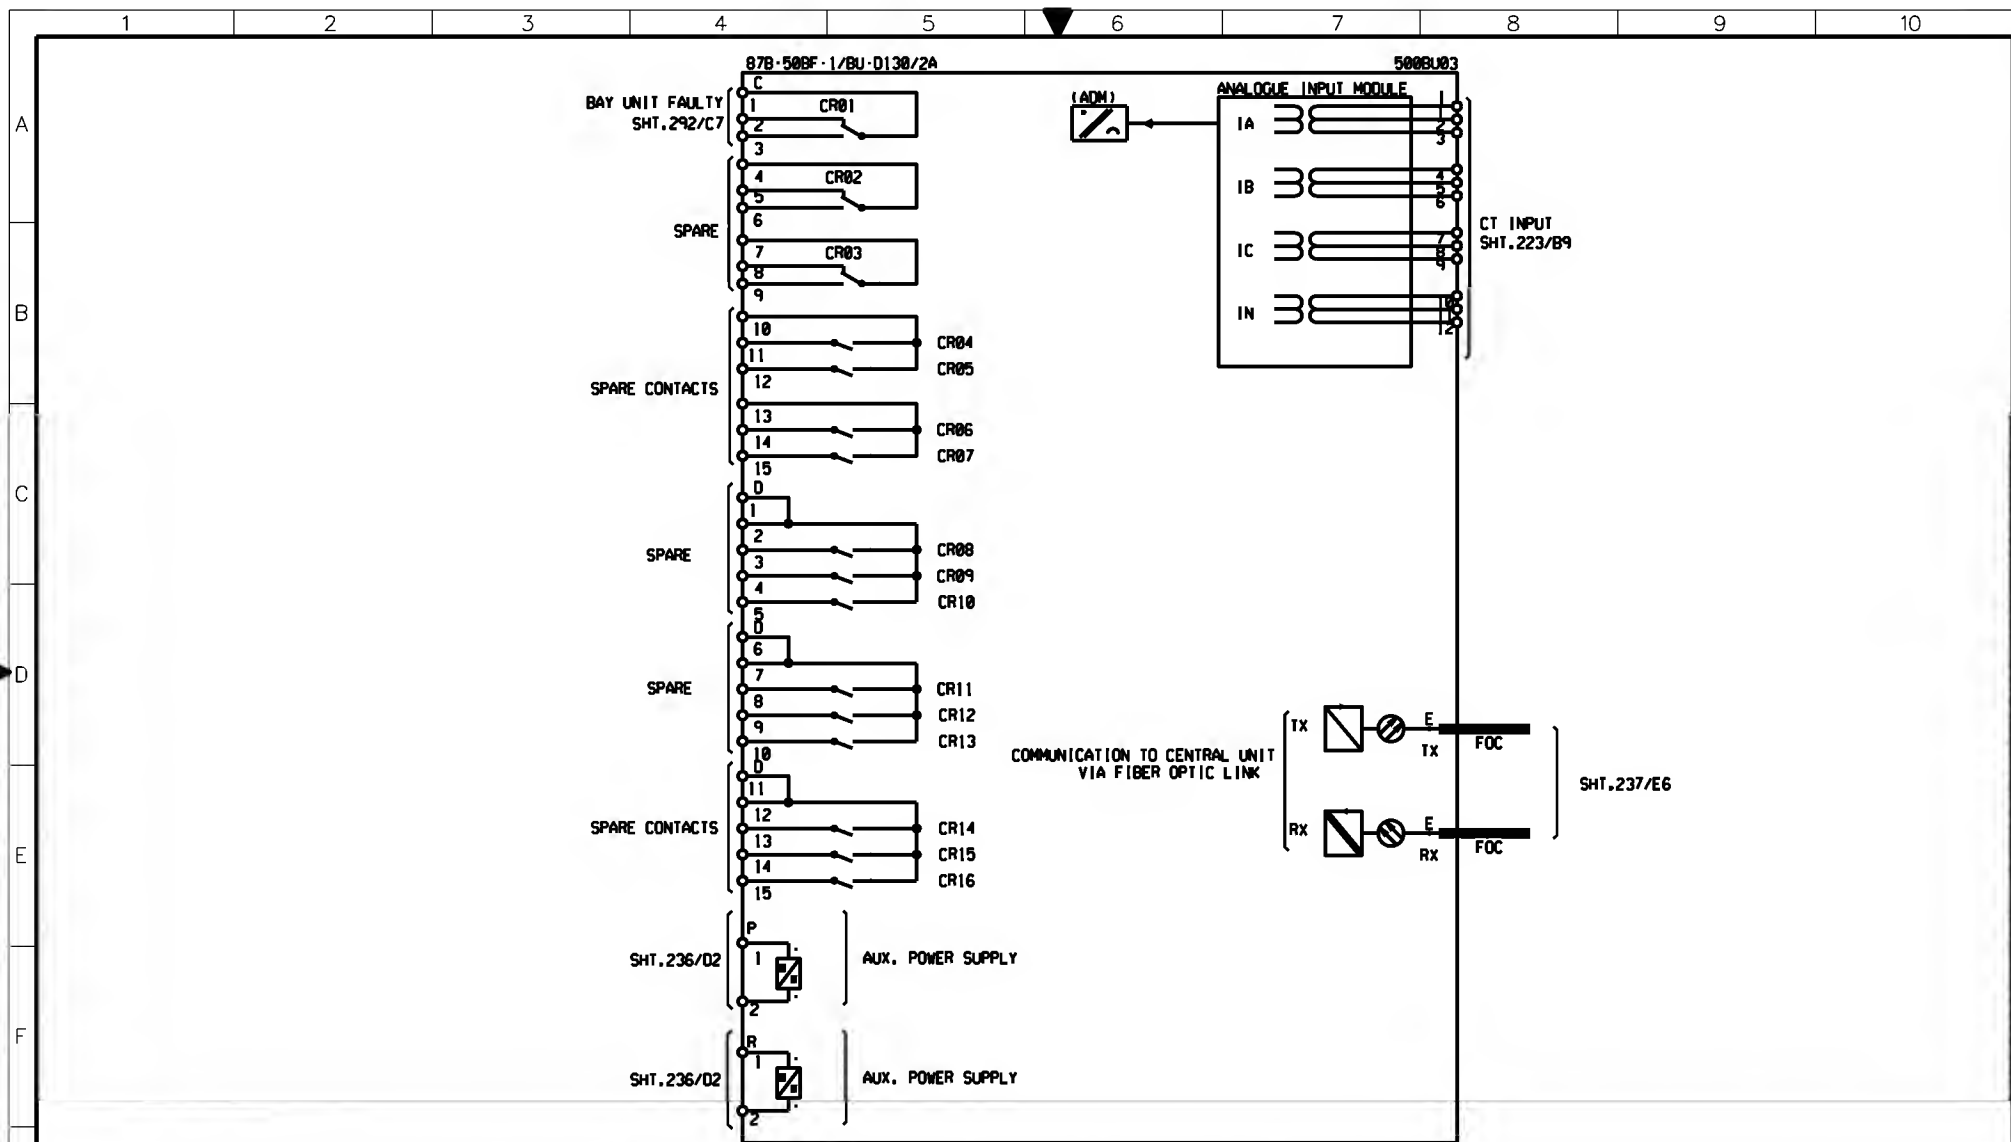 1 2 3 4 5 6 7 8 9 10
87B-50BF-1/BU-D130/2A
500BU03
A
B
C
D
E
F
BAY UNIT FAULTY
SHT.292/C7
C
1
2
3
CR01
SPARE
4
5
6
CR02
7
8
9
CR03
SPARE CONTACTS
10
11
12
CR04
CR05
13
14
15
CR06
CR07
SPARE
D
1
2
3
4
5
CR08
CR09
CR10
SPARE
D
6
7
8
9
10
CR11
CR12
CR13
SPARE CONTACTS
D
11
12
13
14
15
CR14
CR15
CR16
SHT.236/D2
P
1
2
AUX. POWER SUPPLY
SHT.236/D2
R
1
2
AUX. POWER SUPPLY
(ADM)
ANALOGUE INPUT MODULE
IA
1
2
3
IB
4
5
6
IC
7
8
9
IN
10
11
12
CT INPUT
SHT.223/B9
COMMUNICATION TO CENTRAL UNIT
VIA FIBER OPTIC LINK
TX
E
TX
FOC
RX
E
RX
FOC
SHT.237/E6